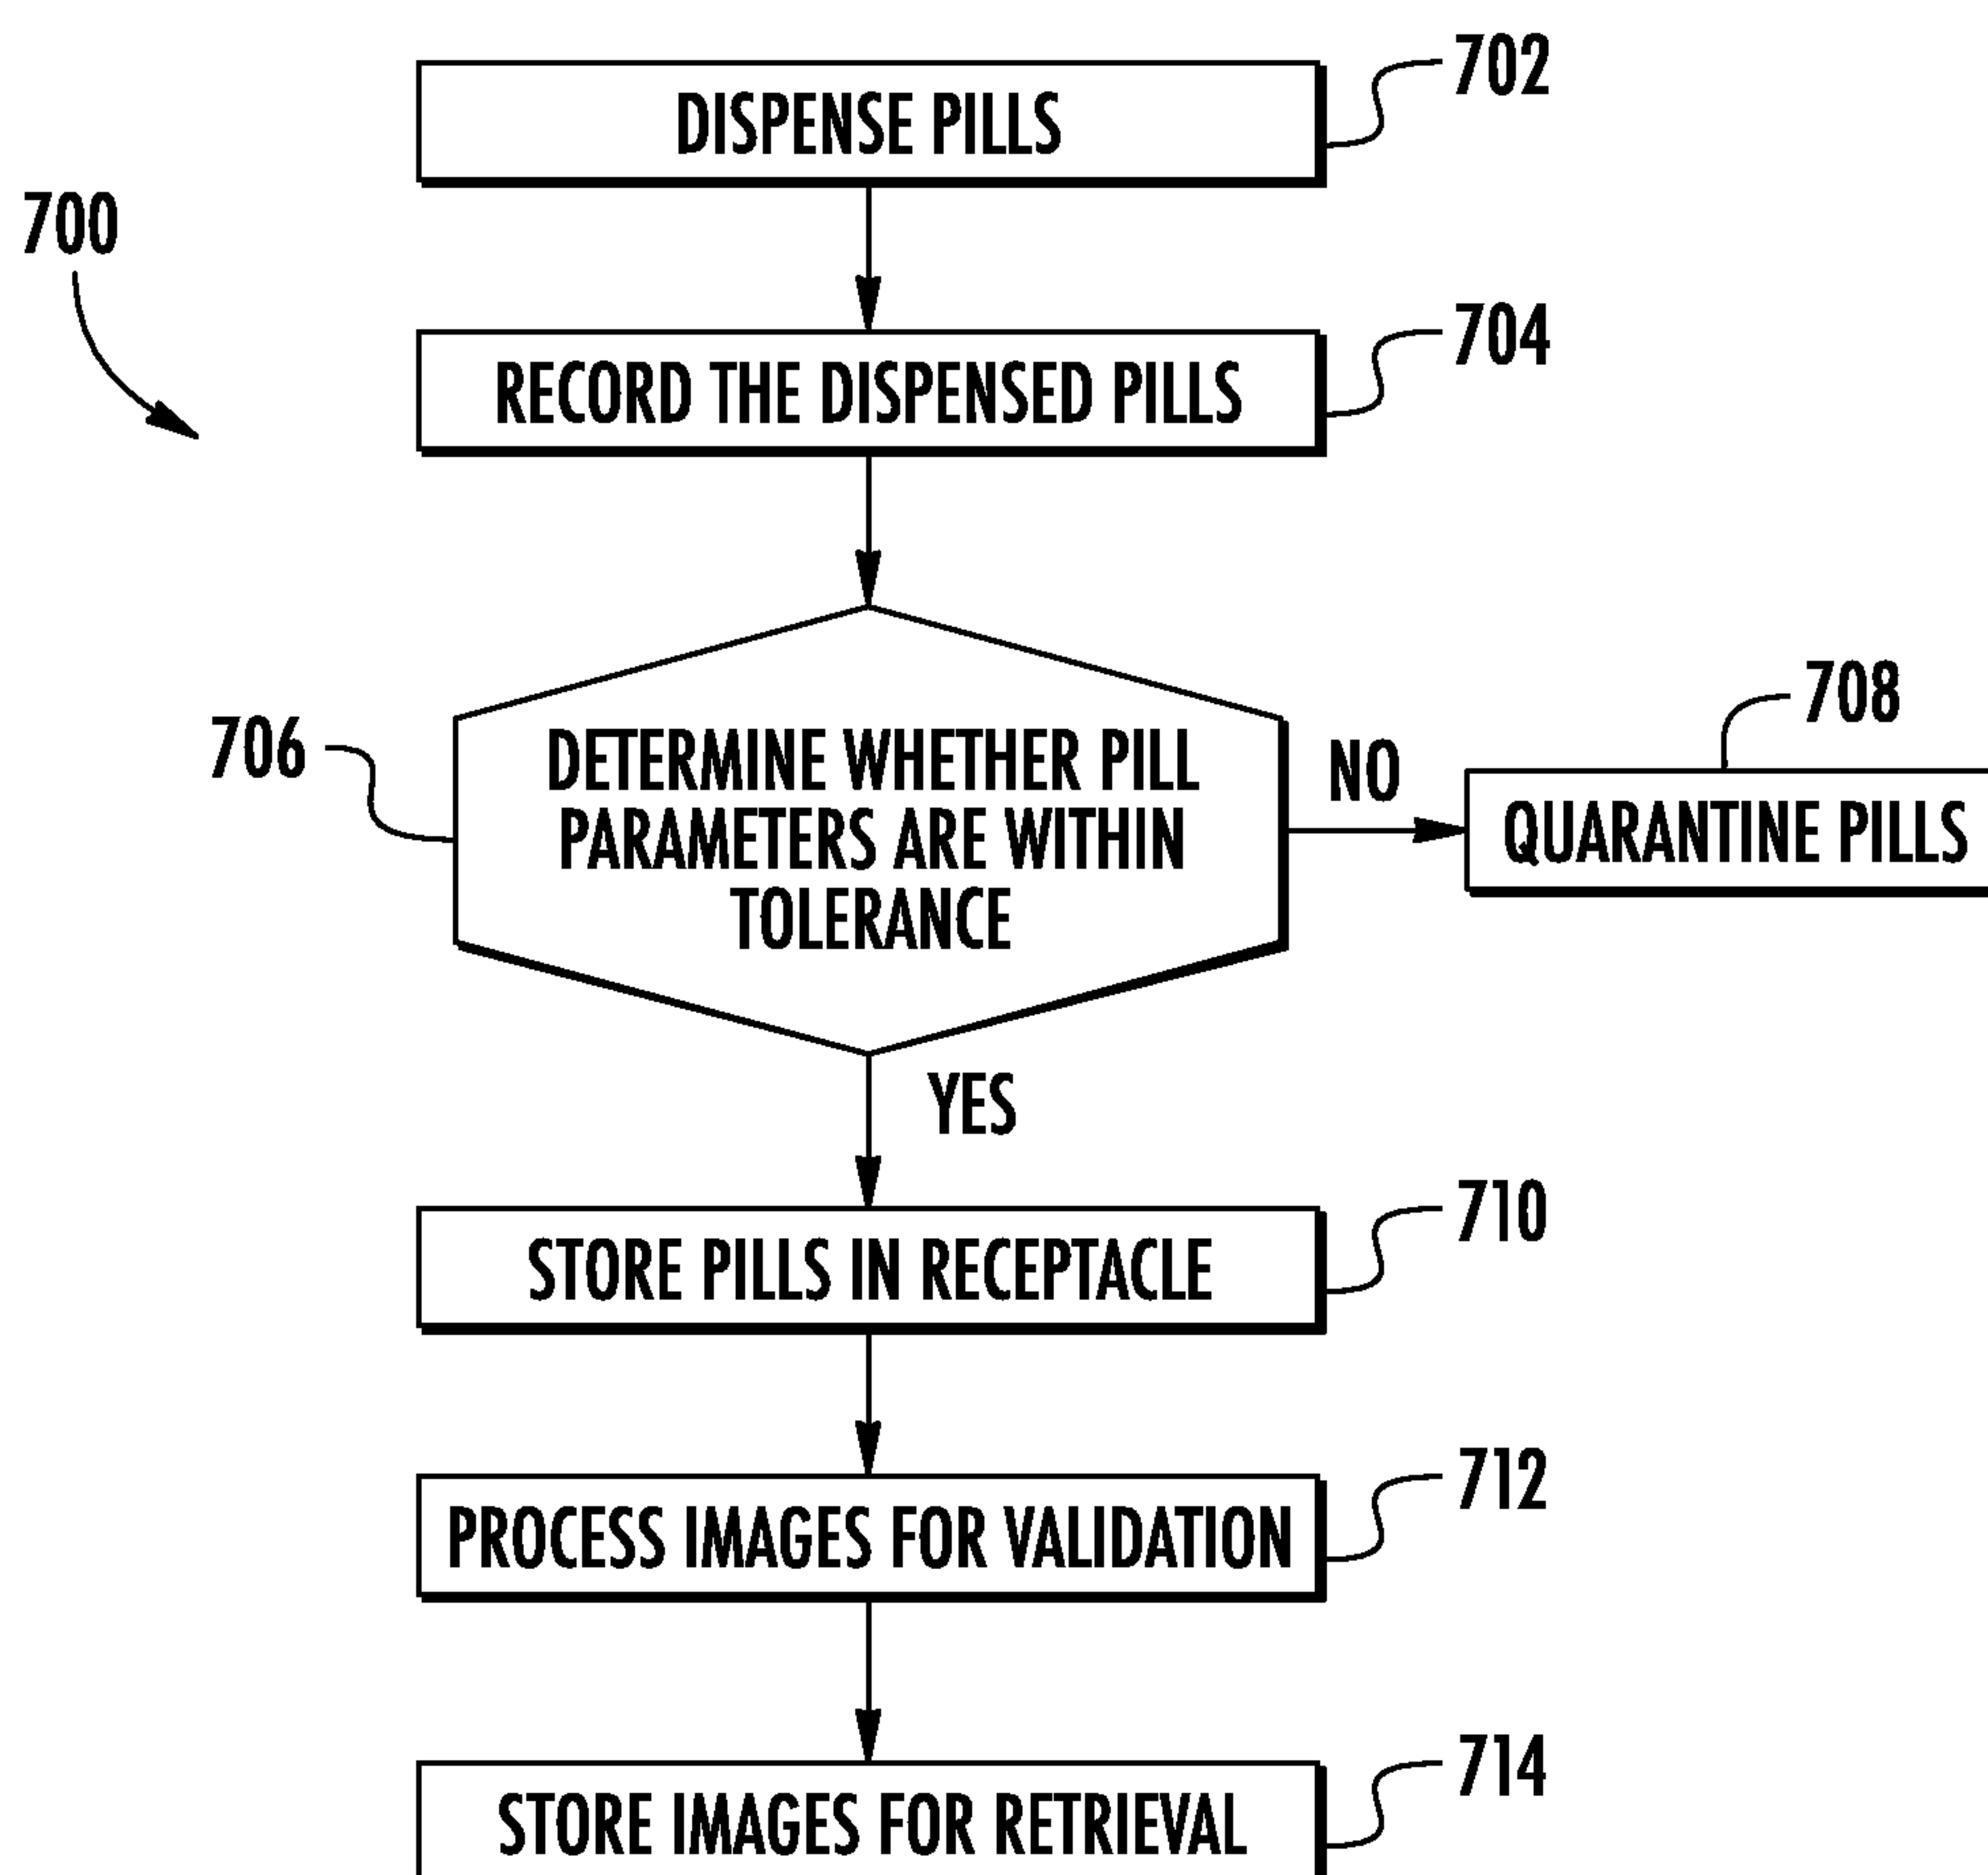 DISPENSE PILLS
702
700
RECORD THE DISPENSED PILLS
704
706
DETERMINE WHETHER PILL
PARAMETERS ARE WITHIN
TOLERANCE
NO
708
QUARANTINE PILLS
YES
STORE PILLS IN RECEPTACLE
710
PROCESS IMAGES FOR VALIDATION
712
STORE IMAGES FOR RETRIEVAL
714